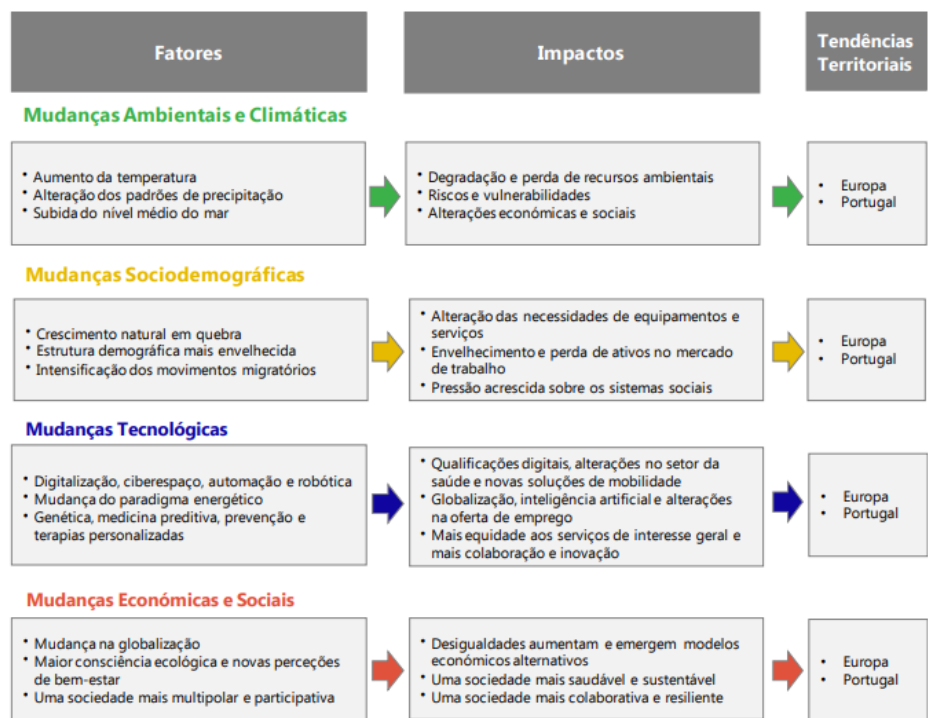 Fatores
Impactos
Tendências
Territoriais
Mudanças Ambientais e Climáticas
• Aumento da temperatura
• Alteração dos padrões de precipitação
• Subida do nível médio do mar
• Degradação e perda de recursos ambientais
• Riscos e vulnerabilidades
• Alterações económicas e sociais
• Europa
• Portugal
Mudanças Sociodemográficas
• Crescimento natural em quebra
• Estrutura demográfica mais envelhecida
• Intensificação dos movimentos migratórios
• Alteração das necessidades de equipamentos e
serviços
• Envelhecimento e perda de ativos no mercado
de trabalho
• Pressão acrescida sobre os sistemas sociais
• Europa
• Portugal
Mudanças Tecnológicas
• Digitalização, ciberespaço, automação e robótica
• Mudança do paradigma energético
• Genética, medicina preditiva, prevenção e
terapias personalizadas
• Qualificações digitais, alterações no setor da
saúde e novas soluções de mobilidade
• Globalização, inteligência artificial e alterações
na oferta de emprego
• Mais equidade aos serviços de interesse geral e
mais colaboração e inovação
• Europa
• Portugal
Mudanças Económicas e Sociais
• Mudança na globalização
• Maior consciência ecológica e novas perceções
de bem-estar
• Uma sociedade mais multipolar e participativa
• Desigualdades aumentam e emergem modelos
económicos alternativos
• Uma sociedade mais saudável e sustentável
• Uma sociedade mais colaborativa e resiliente
• Europa
• Portugal